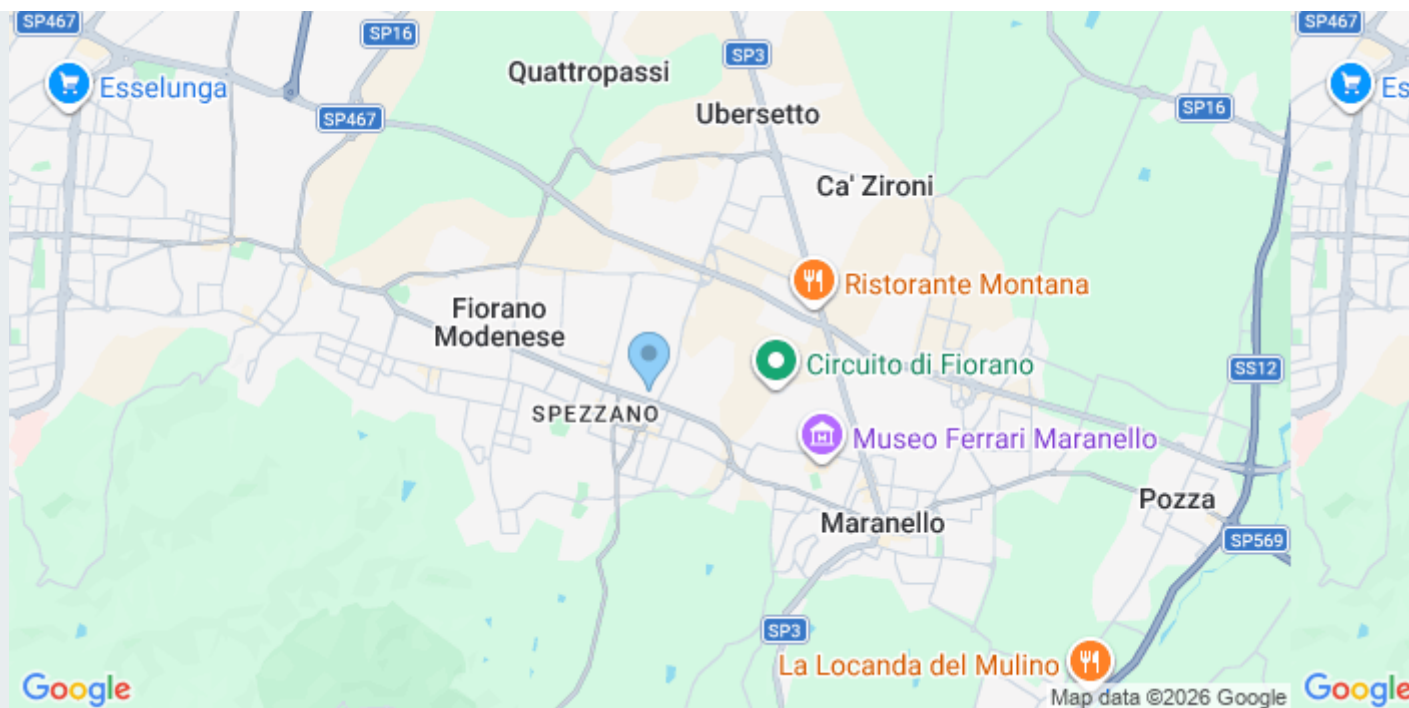 SP467
SP16
SP3
SP467
Quattropassi
Esselunga
Es
Ubersetto
SP16
SP467
Ca' Zironi
Ristorante Montana
Fiorano
Modenese
Circuito di Fiorano
SS12
SPEZZANO
Museo Ferrari Maranello
Pozza
Maranello
SP569
SP3
La Locanda del Mulino
Google
Map data ©2026 Google
Google